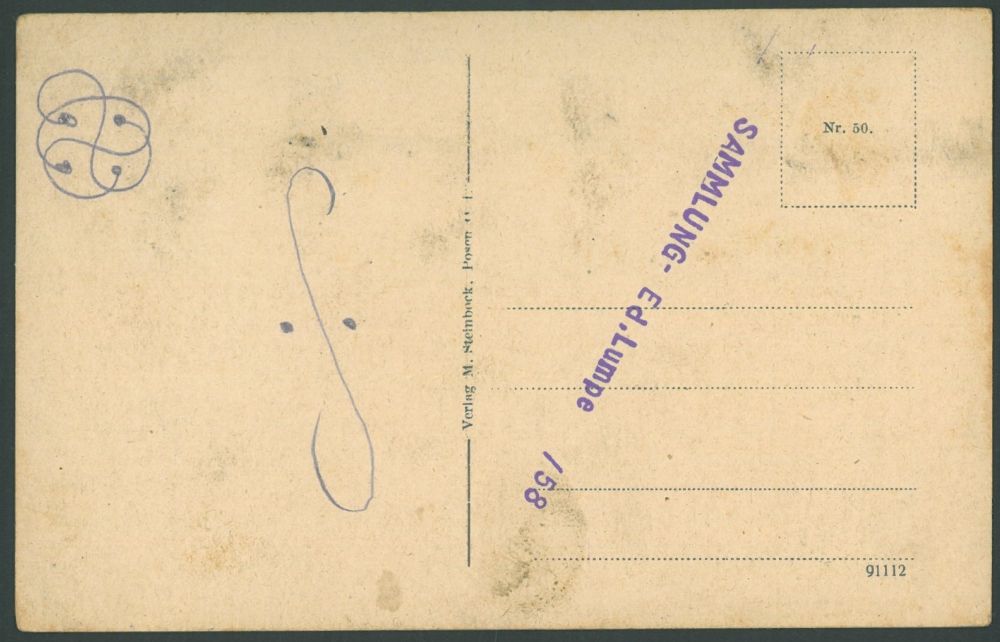 Nr. 50.
SAMMLUNG- Ed.Lumpe
/58
Verlag M. Steinbock, Posen
91112